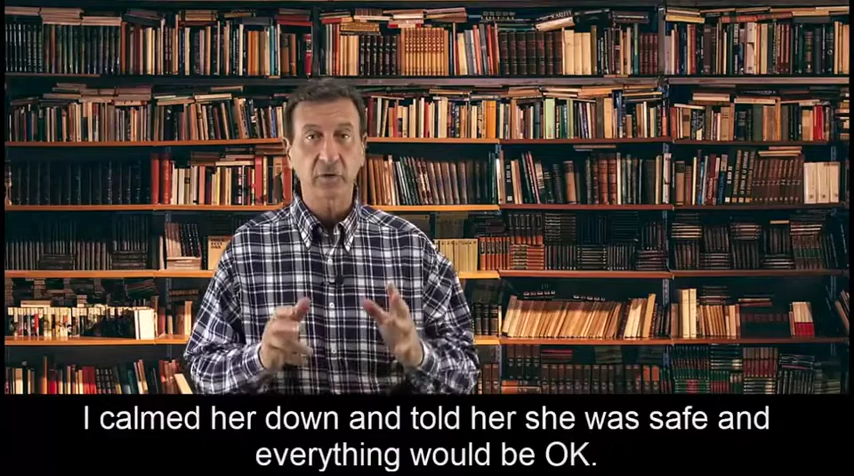 I calmed her down and told her she was safe and
everything would be OK.